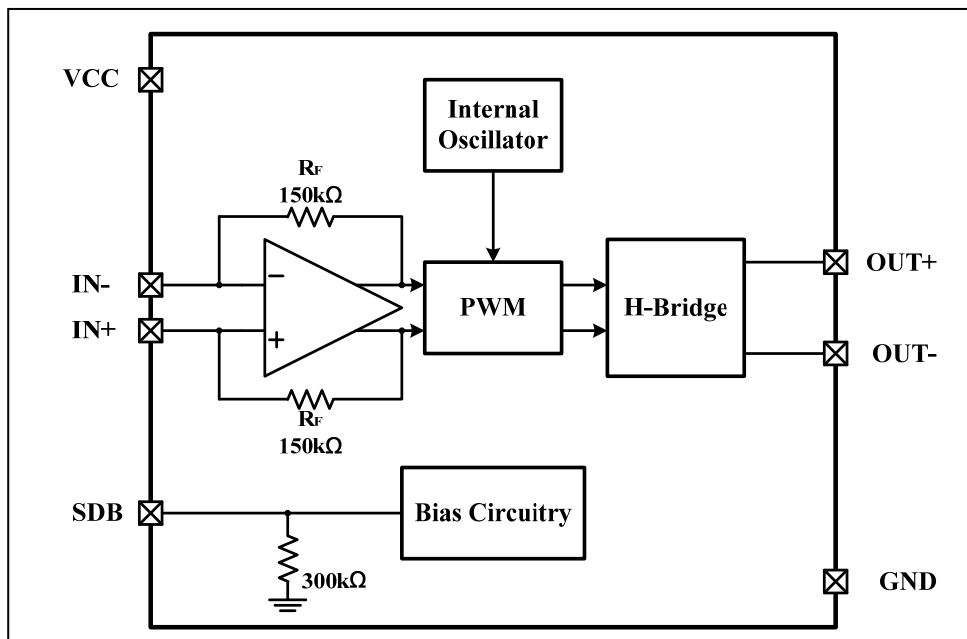 VCC
Internal
Oscillator
RF
150kΩ
IN-
IN+
−
+
PWM
H-Bridge
OUT+
OUT-
RF
150kΩ
SDB
Bias Circuitry
300kΩ
GND